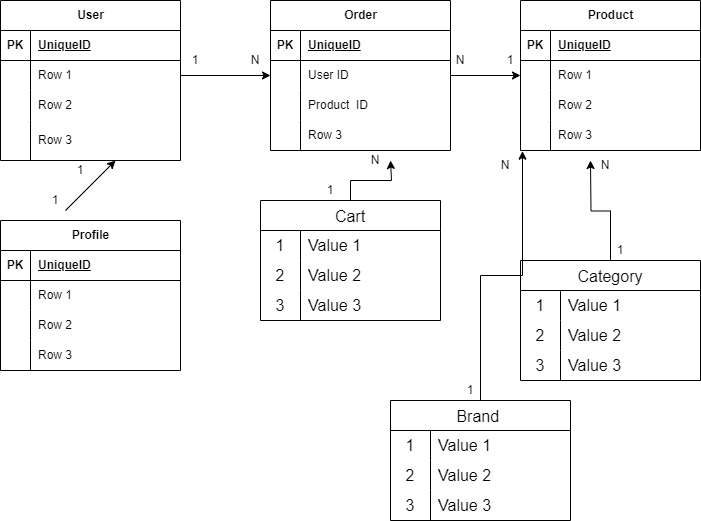 User
PK UniqueID
Row 1
Row 2
Row 3
1 N
Order
PK UniqueID
User ID
Product  ID
Row 3
N 1
Product
PK UniqueID
Row 1
Row 2
Row 3
1
1
Profile
PK UniqueID
Row 1
Row 2
Row 3
N
1
Cart
1 Value 1
2 Value 2
3 Value 3
N
N
1
Category
1 Value 1
2 Value 2
3 Value 3
1
Brand
1 Value 1
2 Value 2
3 Value 3